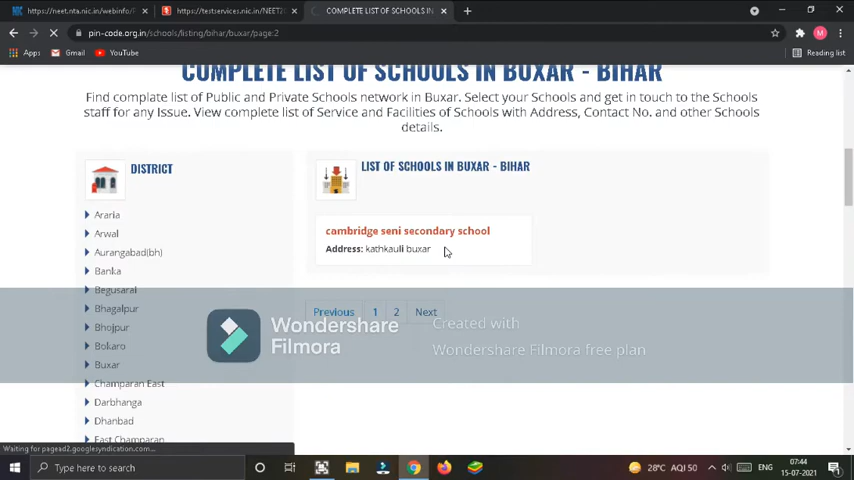 https://neet.nta.nic.in/webinfo/
https://testservices.nic.in/NEET20
COMPLETE LIST OF SCHOOLS IN
pin-code.org.in/schools/listing/bihar/buxar/page:2
M
Apps
Gmail
YouTube
Reading list
COMPLETE LIST OF SCHOOLS IN BUXAR - BIHAR
Find complate list of Public and Private Schools network in Buxar. Select your Schools and get in touch to the Schools
staff for any Issue. View complete list of Service and Facilities of Schools with Address, Contact No. and other Schools
details.
DISTRICT
Araria
Arwal
Aurangabad(bh)
Banka
Begusarai
Bhagalpur
Bhojpur
Bokaro
Buxar
Champaran East
Darbhanga
Dhanbad
East Champaran
LIST OF SCHOOLS IN BUXAR - BIHAR
cambridge seni secondary school
Address: kathkauli buxar
Previous 1 2 Next
Wondershare
Filmora
Created with
Wondershare Filmora free plan
Waiting for pagead2.googlesyndication.com...
Type here to search
28°C AQI 50
ENG
07:44
15-07-2021